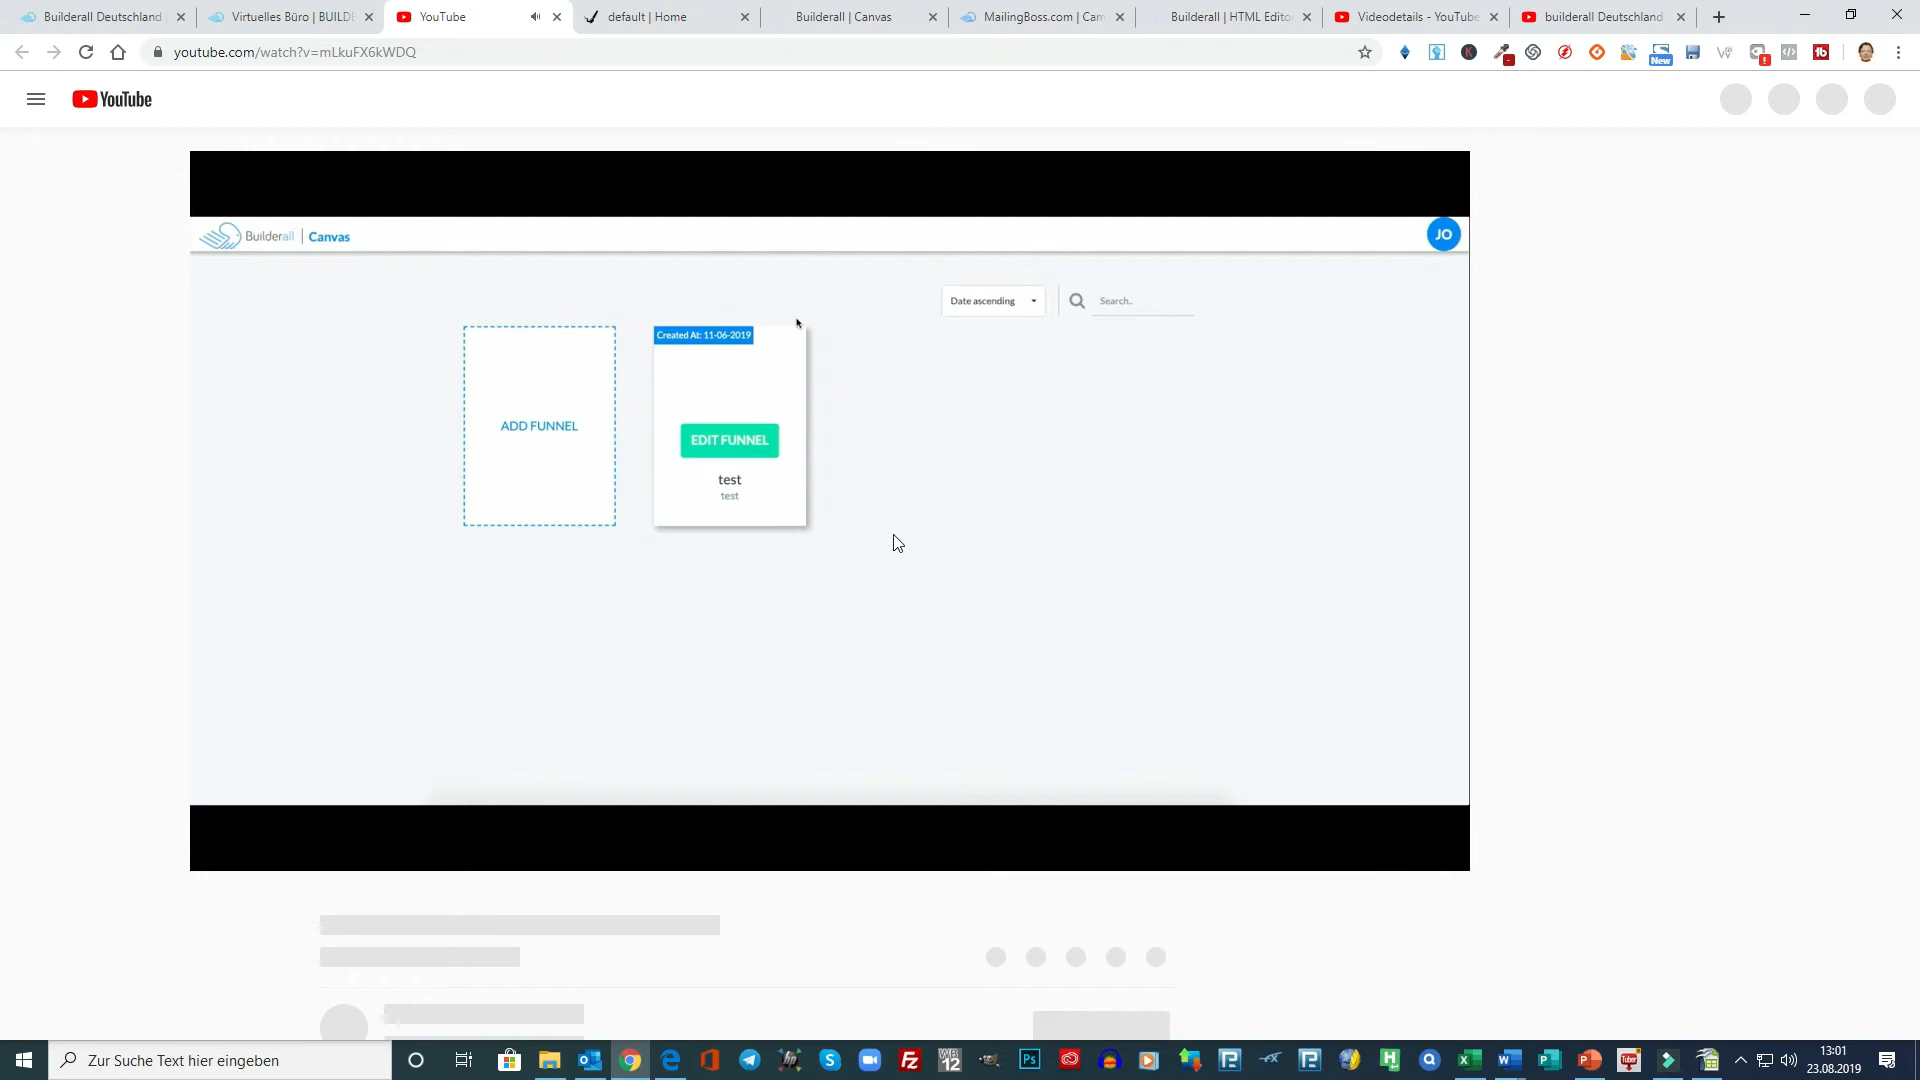 Builderall Deutschland
Virtuelles Büro | BUILDE
YouTube
default | Home
Builderall | Canvas
MailingBoss.com | Cam
Builderall | HTML Editor
Videodetails - YouTube
builderall Deutschland
youtube.com/watch?v=mLkuFX6kWDQ
New
YouTube
Builderall | Canvas
JO
Date ascending
Search..
Created At: 11-06-2019
ADD FUNNEL
EDIT FUNNEL
test
test
Zur Suche Text hier eingeben
13:01
23.08.2019